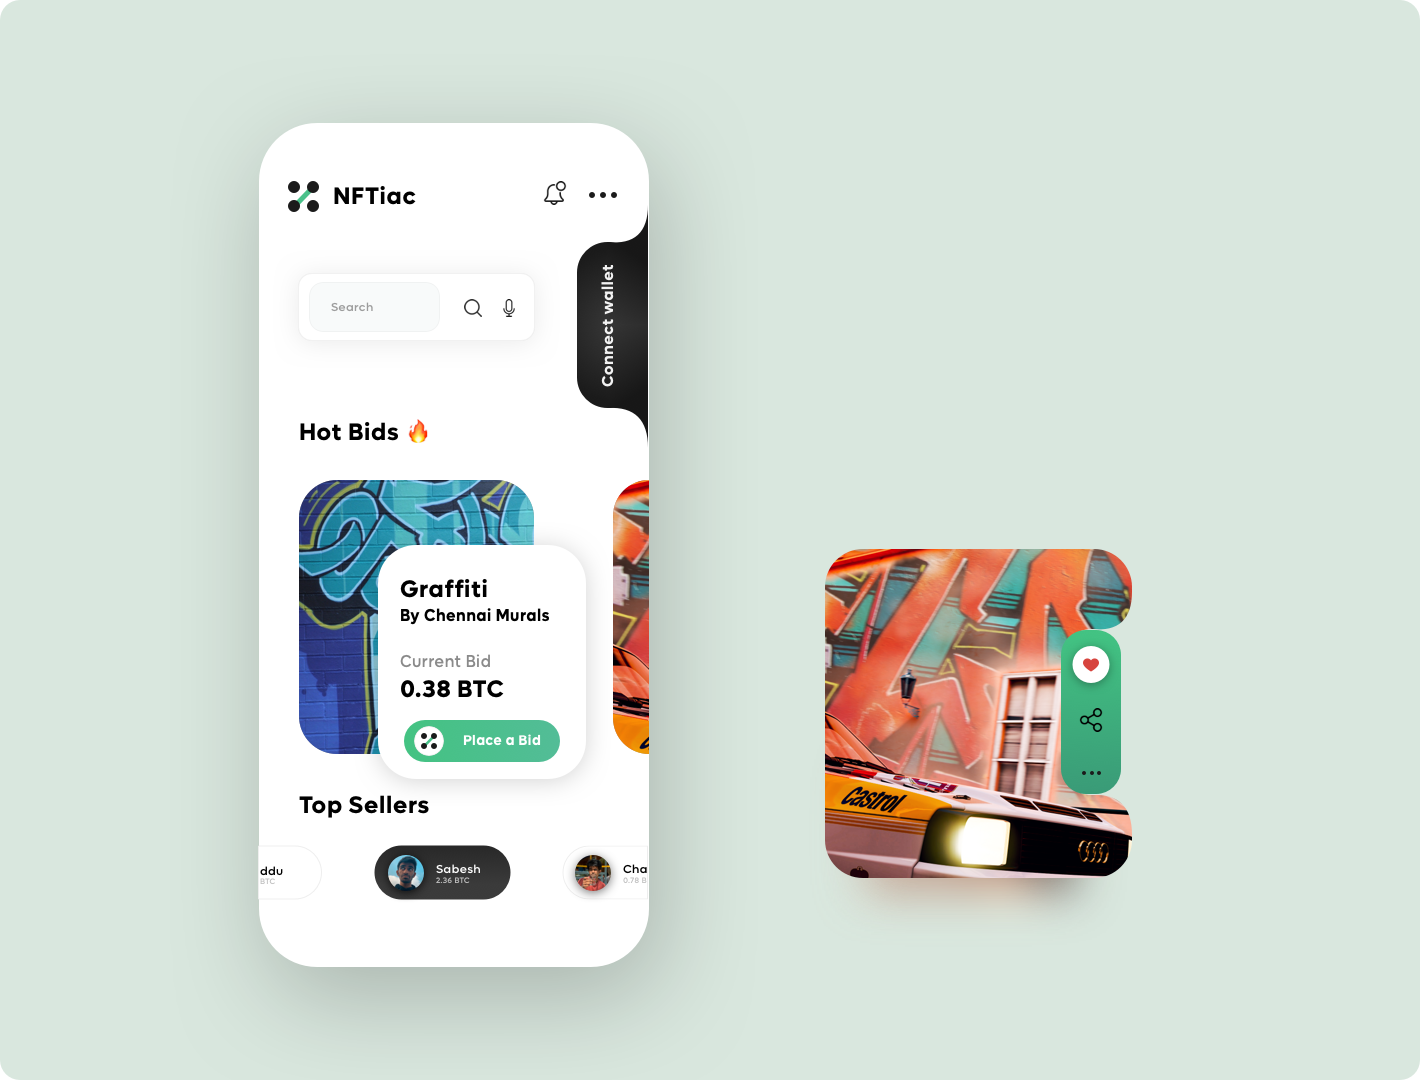 NFTiac
Search
Connect wallet
Hot Bids 🔥
Graffiti
By Chennai Murals
Current Bid
0.38 BTC
Place a Bid
Top Sellers
ddu
BTC
Sabesh
2.36 BTC
Cha
0.79 B
Castrol